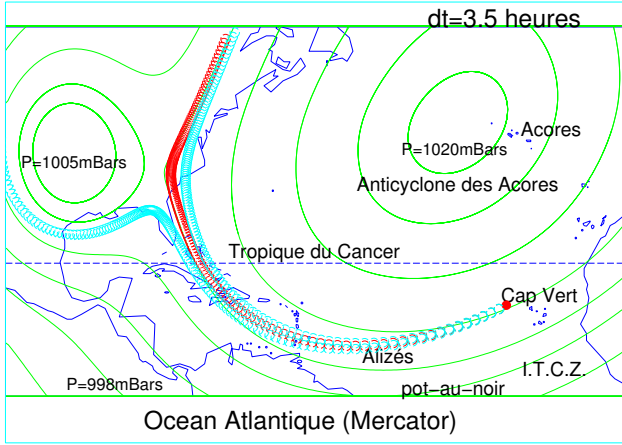 dt=3.5 heures
Acores
P=1020mBars
P=1005mBars
Anticyclone des Acores
Tropique du Cancer
Cap Vert
Alizés
I.T.C.Z.
P=998mBars
pot-au-noir
Ocean Atlantique (Mercator)